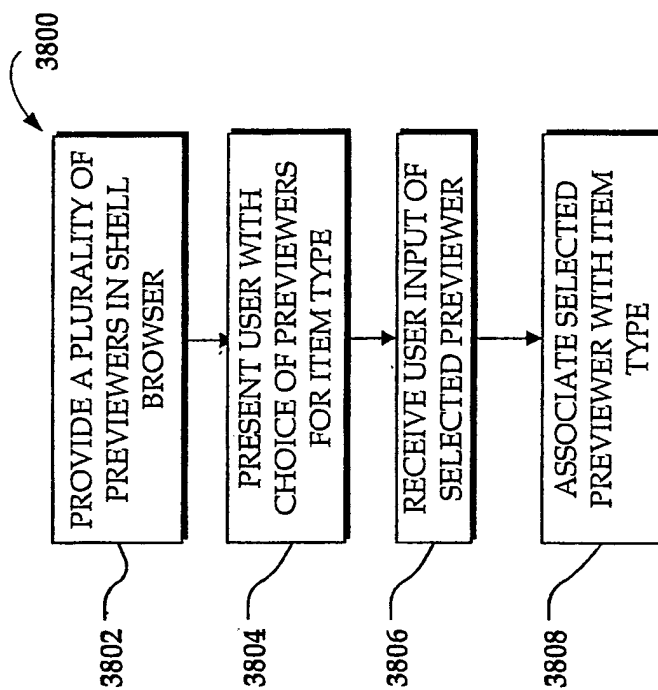 3800
3802
PROVIDE A PLURALITY OF
PREVIEWERS IN SHELL
BROWSER
3804
PRESENT USER WITH
CHOICE OF PREVIEWERS
FOR ITEM TYPE
3806
RECEIVE USER INPUT OF
SELECTED PREVIEWER
3808
ASSOCIATE SELECTED
PREVIEWER WITH ITEM
TYPE